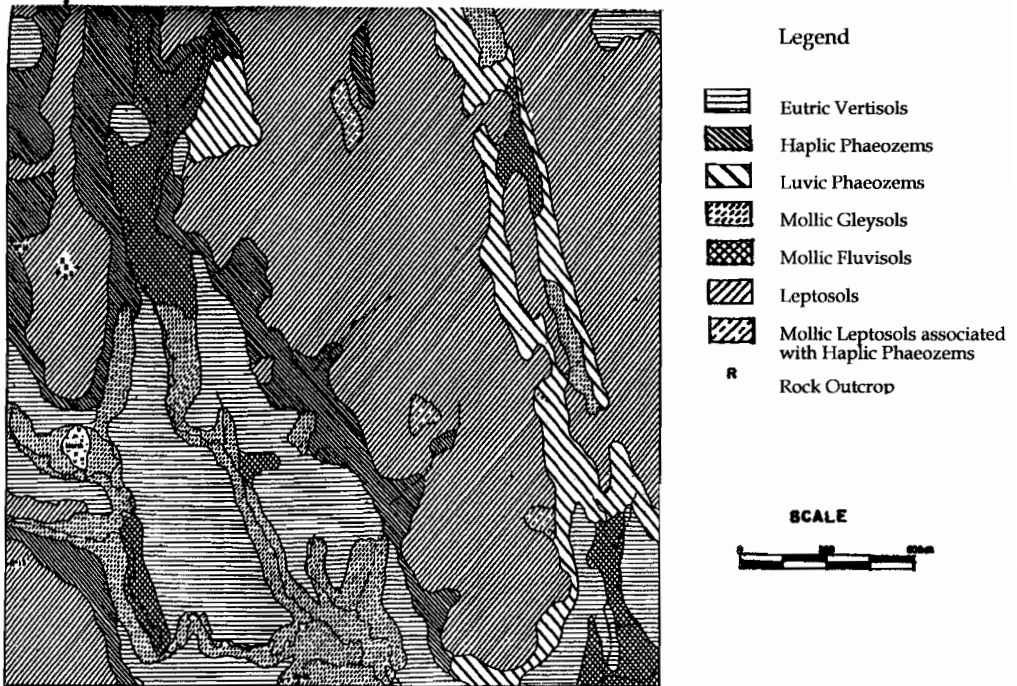 Legend
Eutric Vertisols
Haplic Phaeozems
Luvic Phaeozems
Mollic Gleysols
Mollic Fluvisols
Leptosols
Mollic Leptosols associated
with Haplic Phaeozems
R
Rock Outcrop
SCALE
0